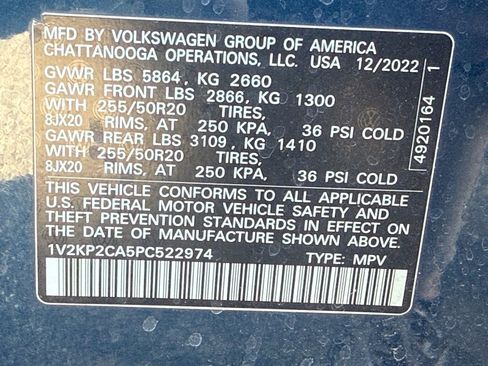 MFD BY VOLKSWAGEN GROUP OF AMERICA
CHATTANOOGA OPERATIONS, LLC. USA 12/2022
GVWR LBS 5864, KG 2660
GAWR FRONT LBS 2866, KG 1300
WITH 255/50R20 TIRES,
8JX20 RIMS, AT 250 KPA, 36 PSI COLD
GAWR REAR LBS 3109, KG 1410
WITH 255/50R20 TIRES,
8JX20 RIMS, AT 250 KPA, 36 PSI COLD
THIS VEHICLE CONFORMS TO ALL APPLICABLE
U.S. FEDERAL MOTOR VEHICLE SAFETY AND
THEFT PREVENTION STANDARDS IN EFFECT ON
THE DATE OF MANUFACTURE SHOWN ABOVE.
1V2KP2CA5PC522974 TYPE: MPV
4920164 1